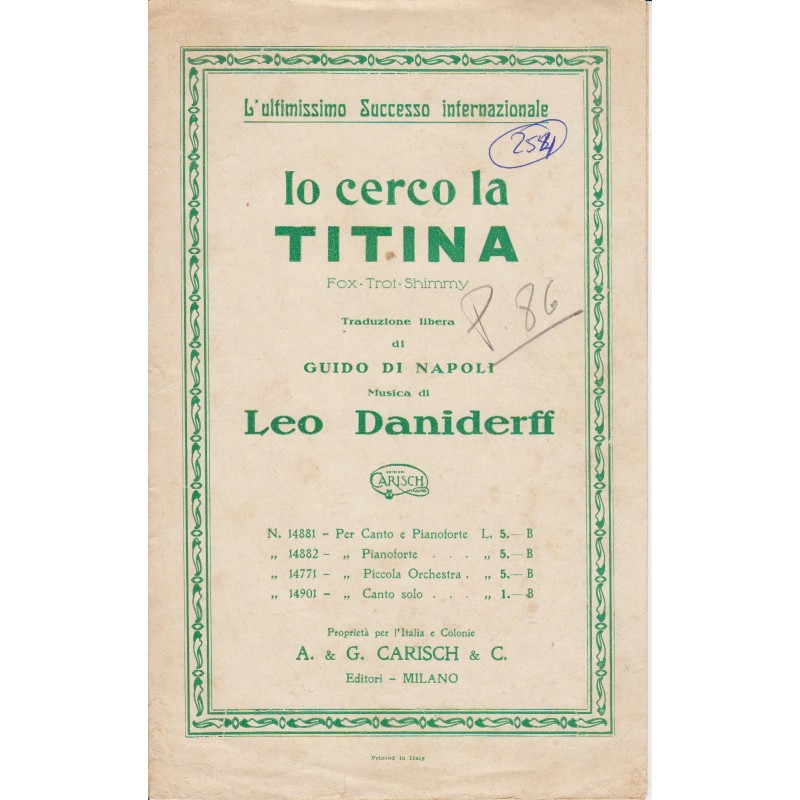 L'ultimissimo Successo internazionale
2584
Io cerco la
TITINA
Fox-Trot-Shimmy
P. 86
Traduzione libera
di
GUIDO DI NAPOLI
Musica di
Leo Daniderff
CARISCH
N. 14881 – Per Canto e Pianoforte L. 5.— B
„ 14882 – „ Pianoforte . . . „ 5.— B
„ 14771 – „ Piccola Orchestra . „ 5.— B
„ 14901 – „ Canto solo . . . „ 1.— B
Proprietà per l'Italia e Colonie
A. & G. CARISCH & C.
Editori – MILANO
Printed in Italy